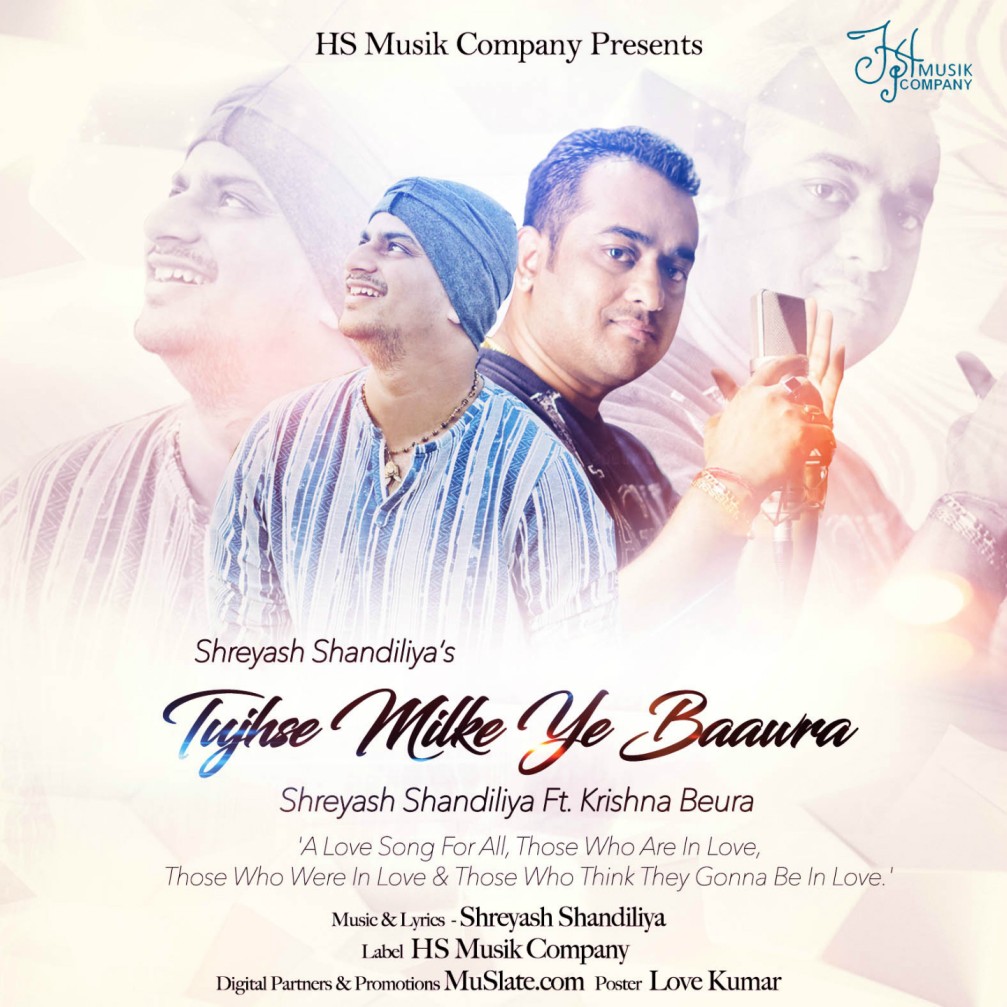 HS Musik Company Presents
HS MUSIK
COMPANY
Shreyash Shandiliya's
Tujhse Milke Ye Baawra
Shreyash Shandiliya Ft. Krishna Beura
'A Love Song For All, Those Who Are In Love,
Those Who Were In Love & Those Who Think They Gonna Be In Love.'
Music & Lyrics - Shreyash Shandiliya
Label HS Musik Company
Digital Partners & Promotions MuSlate.com Poster Love Kumar